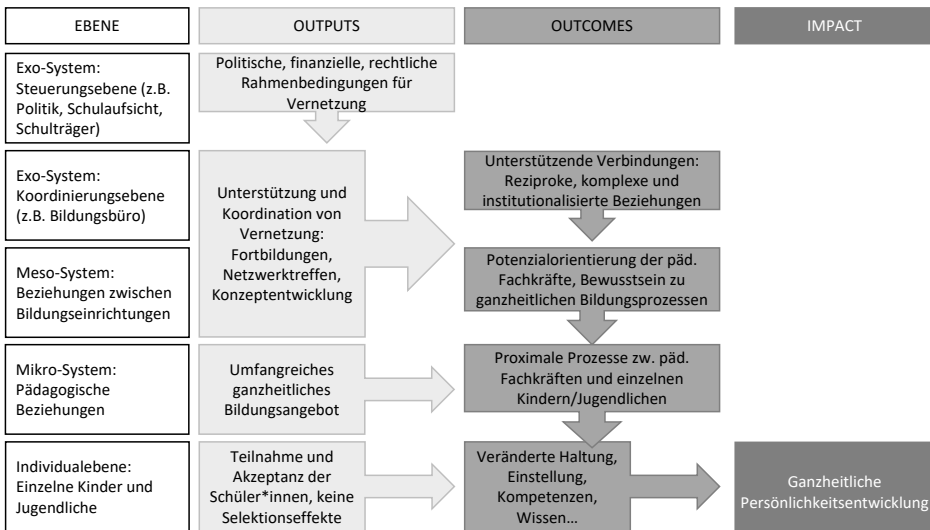 EBENE
OUTPUTS
OUTCOMES
IMPACT
Exo-System:
Steuerungsebene (z.B.
Politik, Schulaufsicht,
Schulträger)
Politische, finanzielle, rechtliche
Rahmenbedingungen für
Vernetzung
Exo-System:
Koordinierungsebene
(z.B. Bildungsbüro)
Unterstützung und
Koordination von
Vernetzung:
Fortbildungen,
Netzwerktreffen,
Konzeptentwicklung
Unterstützende Verbindungen:
Reziproke, komplexe und
institutionalisierte Beziehungen
Meso-System:
Beziehungen zwischen
Bildungseinrichtungen
Potenzialorientierung der päd.
Fachkräfte, Bewusstsein zu
ganzheitlichen Bildungsprozessen
Mikro-System:
Pädagogische
Beziehungen
Umfangreiches
ganzheitliches
Bildungsangebot
Proximale Prozesse zw. päd.
Fachkräften und einzelnen
Kindern/Jugendlichen
Individualebene:
Einzelne Kinder und
Jugendliche
Teilnahme und
Akzeptanz der
Schüler*innen, keine
Selektionseffekte
Veränderte Haltung,
Einstellung,
Kompetenzen,
Wissen…
Ganzheitliche
Persönlichkeitsentwicklung